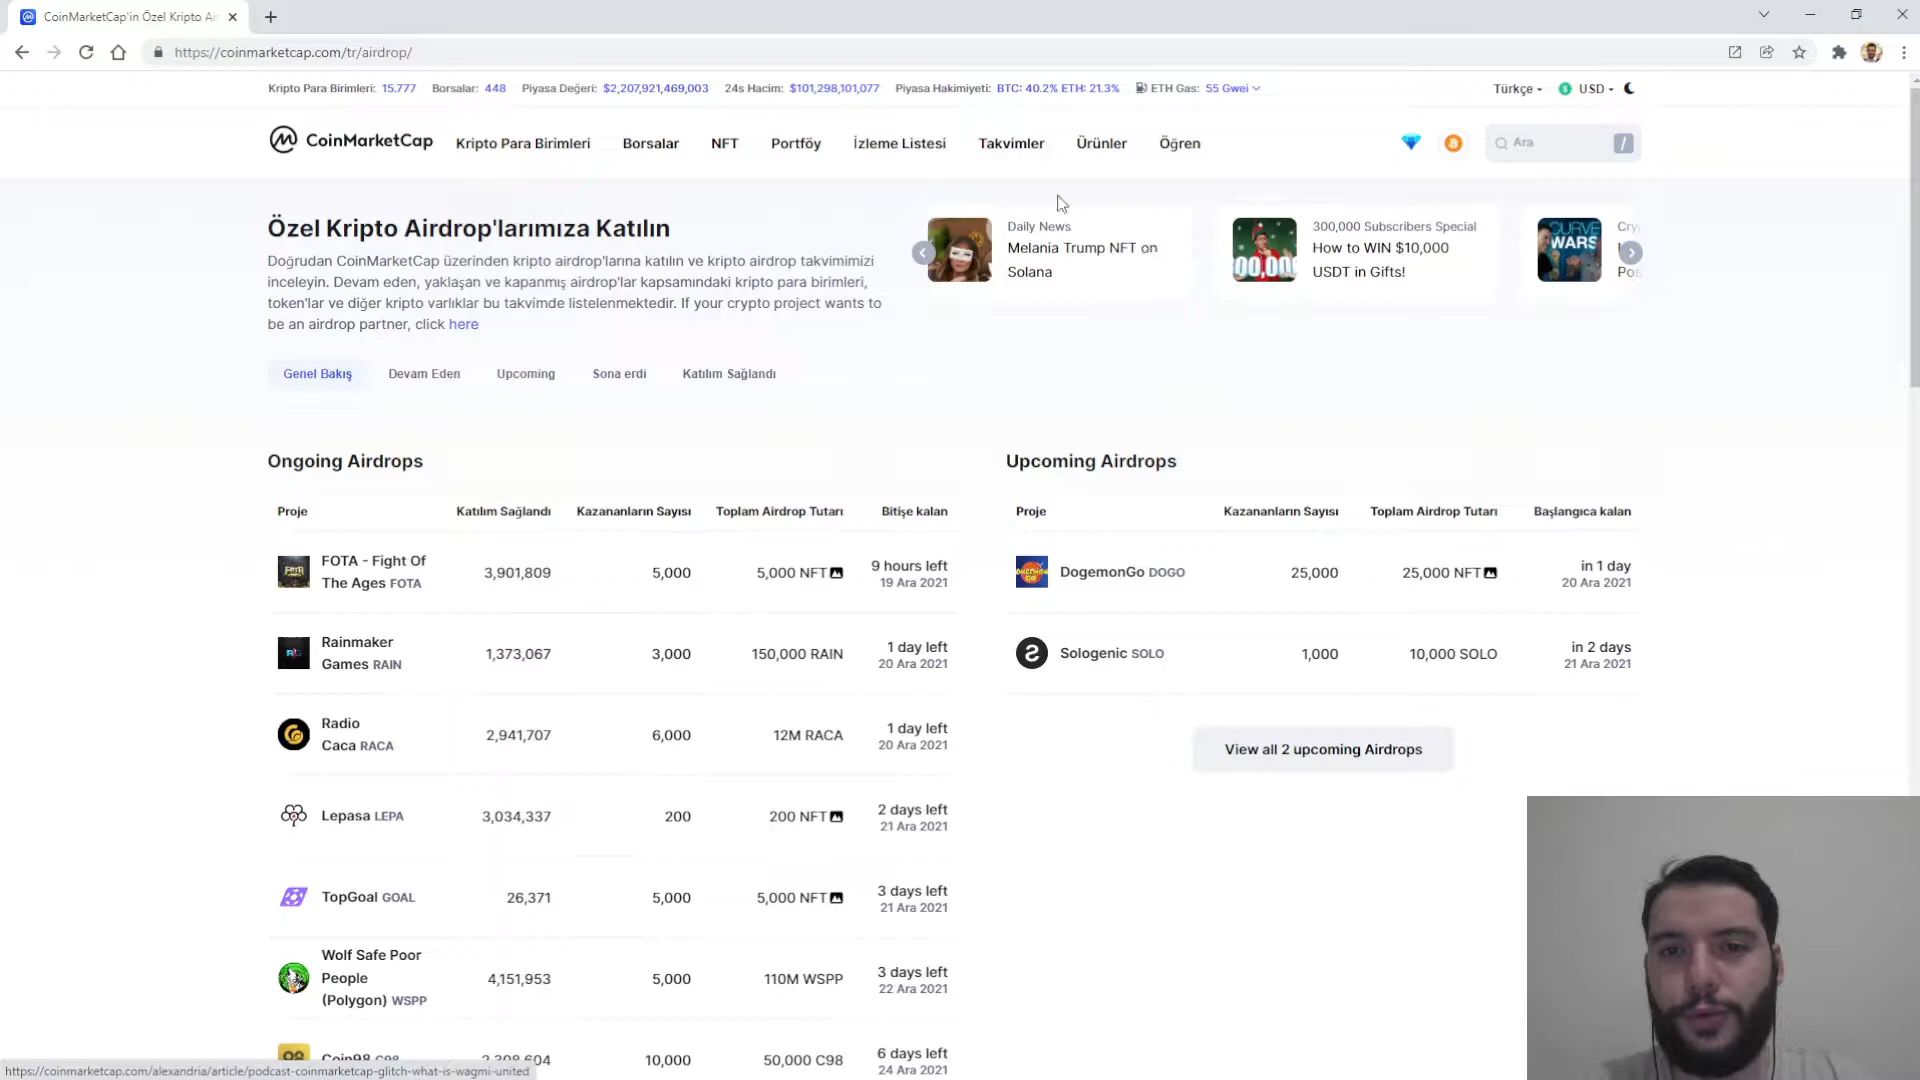 CoinMarketCap'in Özel Kripto Air
https://coinmarketcap.com/tr/airdrop/
Kripto Para Birimleri: 15.777 Borsalar: 448 Piyasa Değeri: $2,207,921,469,003 24s Hacim: $101,298,101,077 Piyasa Hakimiyeti: BTC: 40.2% ETH: 21.3% ETH Gas: 55 Gwei
Türkçe USD
CoinMarketCap Kripto Para Birimleri Borsalar NFT Portföy İzleme Listesi Takvimler Ürünler Öğren Ara /
Özel Kripto Airdrop'larımıza Katılın
Doğrudan CoinMarketCap üzerinden kripto airdrop'larına katılın ve kripto airdrop takvimimizi
inceleyin. Devam eden, yaklaşan ve kapanmış airdrop'lar kapsamındaki kripto para birimleri,
token'lar ve diğer kripto varlıklar bu takvimde listelenmektedir. If your crypto project wants to
be an airdrop partner, click here
Daily News
Melania Trump NFT on
Solana
300,000 Subscribers Special
How to WIN $10,000
USDT in Gifts!
00,00
CURVE
WARS
Cry
Pos
Genel Bakış Devam Eden Upcoming Sona erdi Katılım Sağlandı
Ongoing Airdrops
Proje Katılım Sağlandı Kazananların Sayısı Toplam Airdrop Tutarı Bitişe kalan
FOTA - Fight Of
The Ages FOTA
3,901,809 5,000 5,000 NFT
9 hours left
19 Ara 2021
Rainmaker
Games RAIN
1,373,067 3,000 150,000 RAIN
1 day left
20 Ara 2021
Radio
Caca RACA
2,941,707 6,000 12M RACA
1 day left
20 Ara 2021
Lepasa LEPA 3,034,337 200 200 NFT
2 days left
21 Ara 2021
TopGoal GOAL 26,371 5,000 5,000 NFT
3 days left
21 Ara 2021
Wolf Safe Poor
People
(Polygon) WSPP
4,151,953 5,000 110M WSPP
3 days left
22 Ara 2021
Coin98 C98 2,308,604 10,000 50,000 C98
6 days left
24 Ara 2021
Upcoming Airdrops
Proje Kazananların Sayısı Toplam Airdrop Tutarı Başlangıca kalan
DogemonGo DOGO 25,000 25,000 NFT
in 1 day
20 Ara 2021
Sologenic SOLO 1,000 10,000 SOLO
in 2 days
21 Ara 2021
View all 2 upcoming Airdrops
https://coinmarketcap.com/alexandria/article/podcast-coinmarketcap-glitch-what-is-wagmi-united